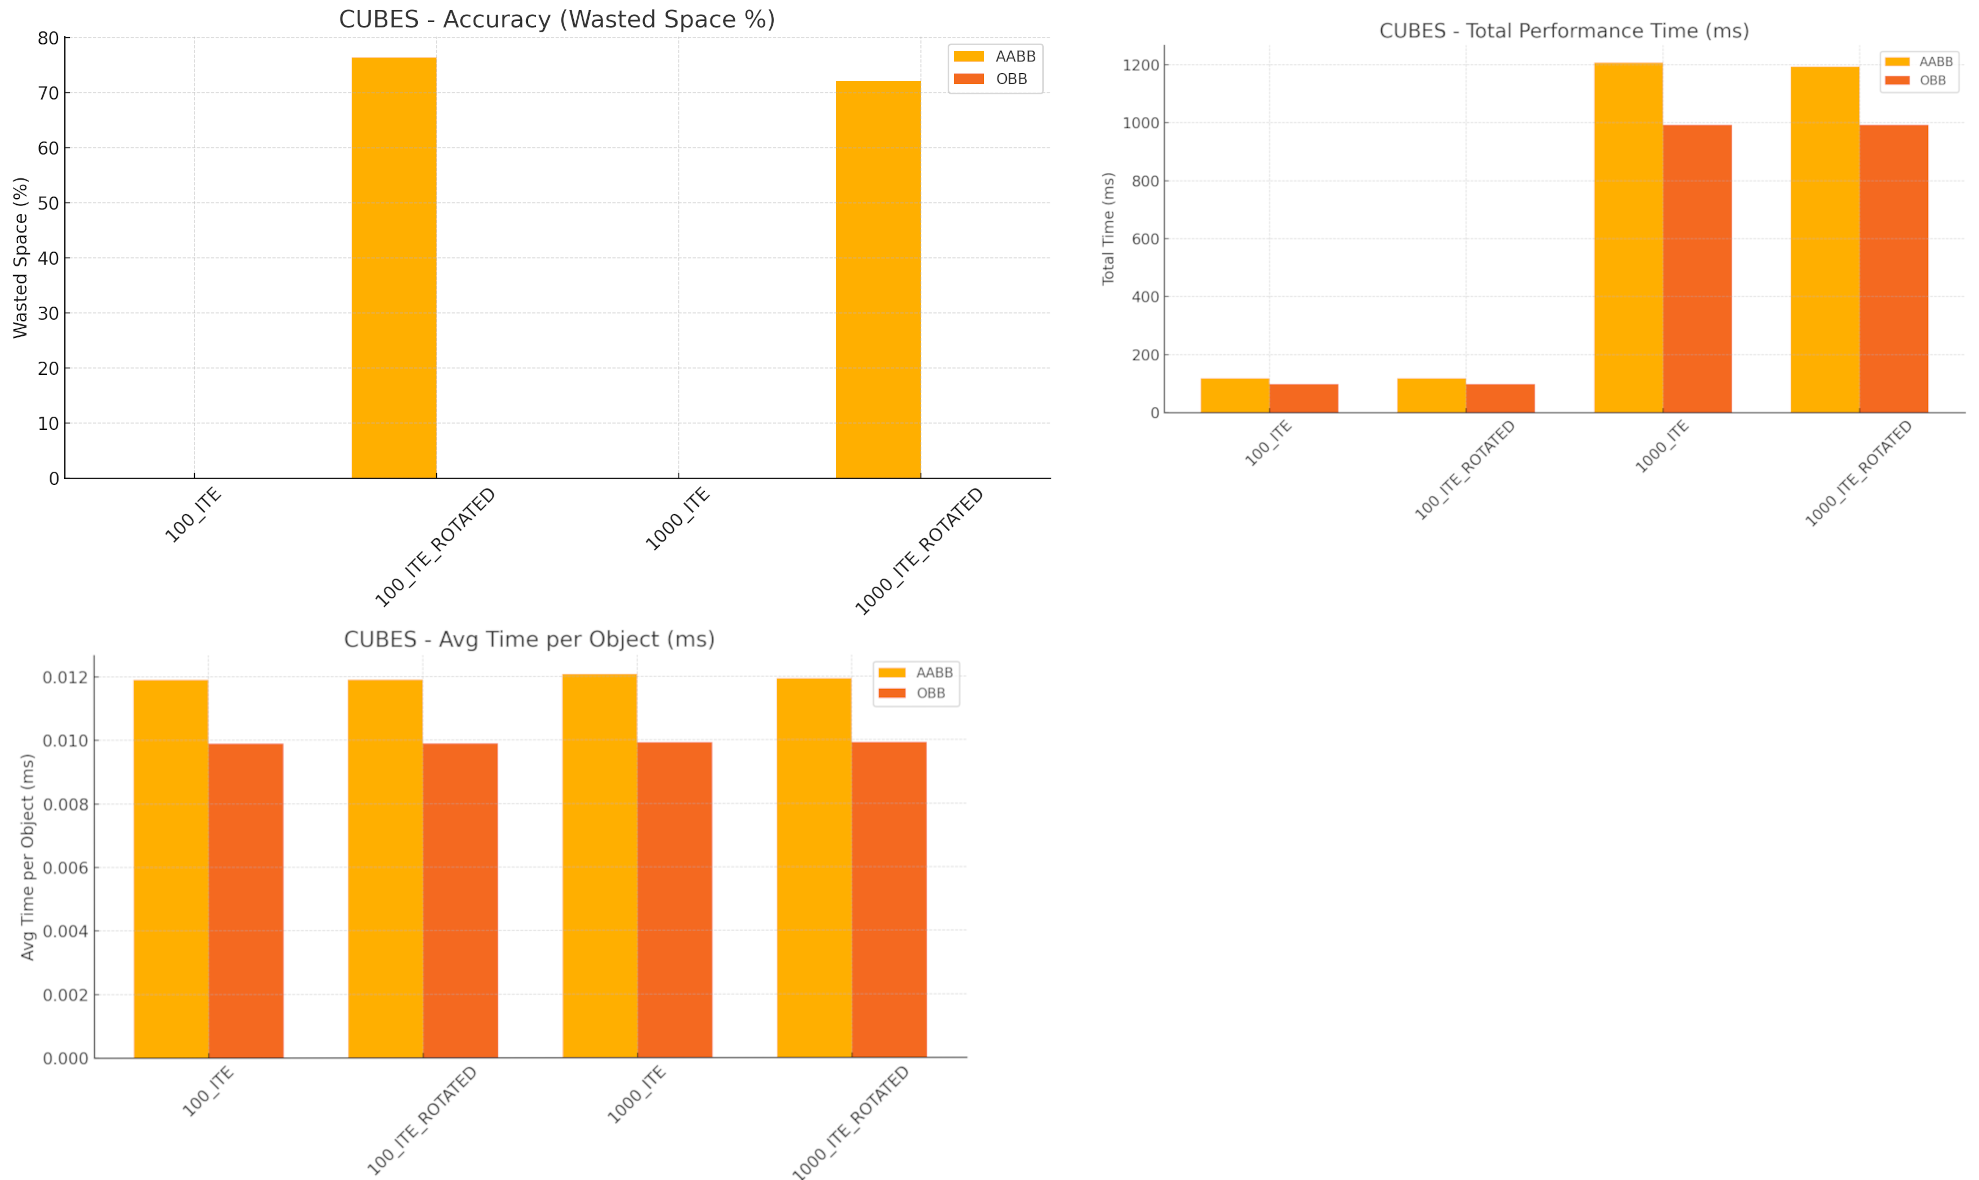 CUBES - Accuracy (Wasted Space %)
AABB
OBB
80
70
60
50
40
30
20
10
0
Wasted Space (%)
100_ITE
100_ITE_ROTATED
1000_ITE
1000_ITE_ROTATED
CUBES - Total Performance Time (ms)
AABB
OBB
1200
1000
800
600
400
200
0
Total Time (ms)
100_ITE
100_ITE_ROTATED
1000_ITE
1000_ITE_ROTATED
CUBES - Avg Time per Object (ms)
AABB
OBB
0.012
0.010
0.008
0.006
0.004
0.002
0.000
Avg Time per Object (ms)
100_ITE
100_ITE_ROTATED
1000_ITE
1000_ITE_ROTATED